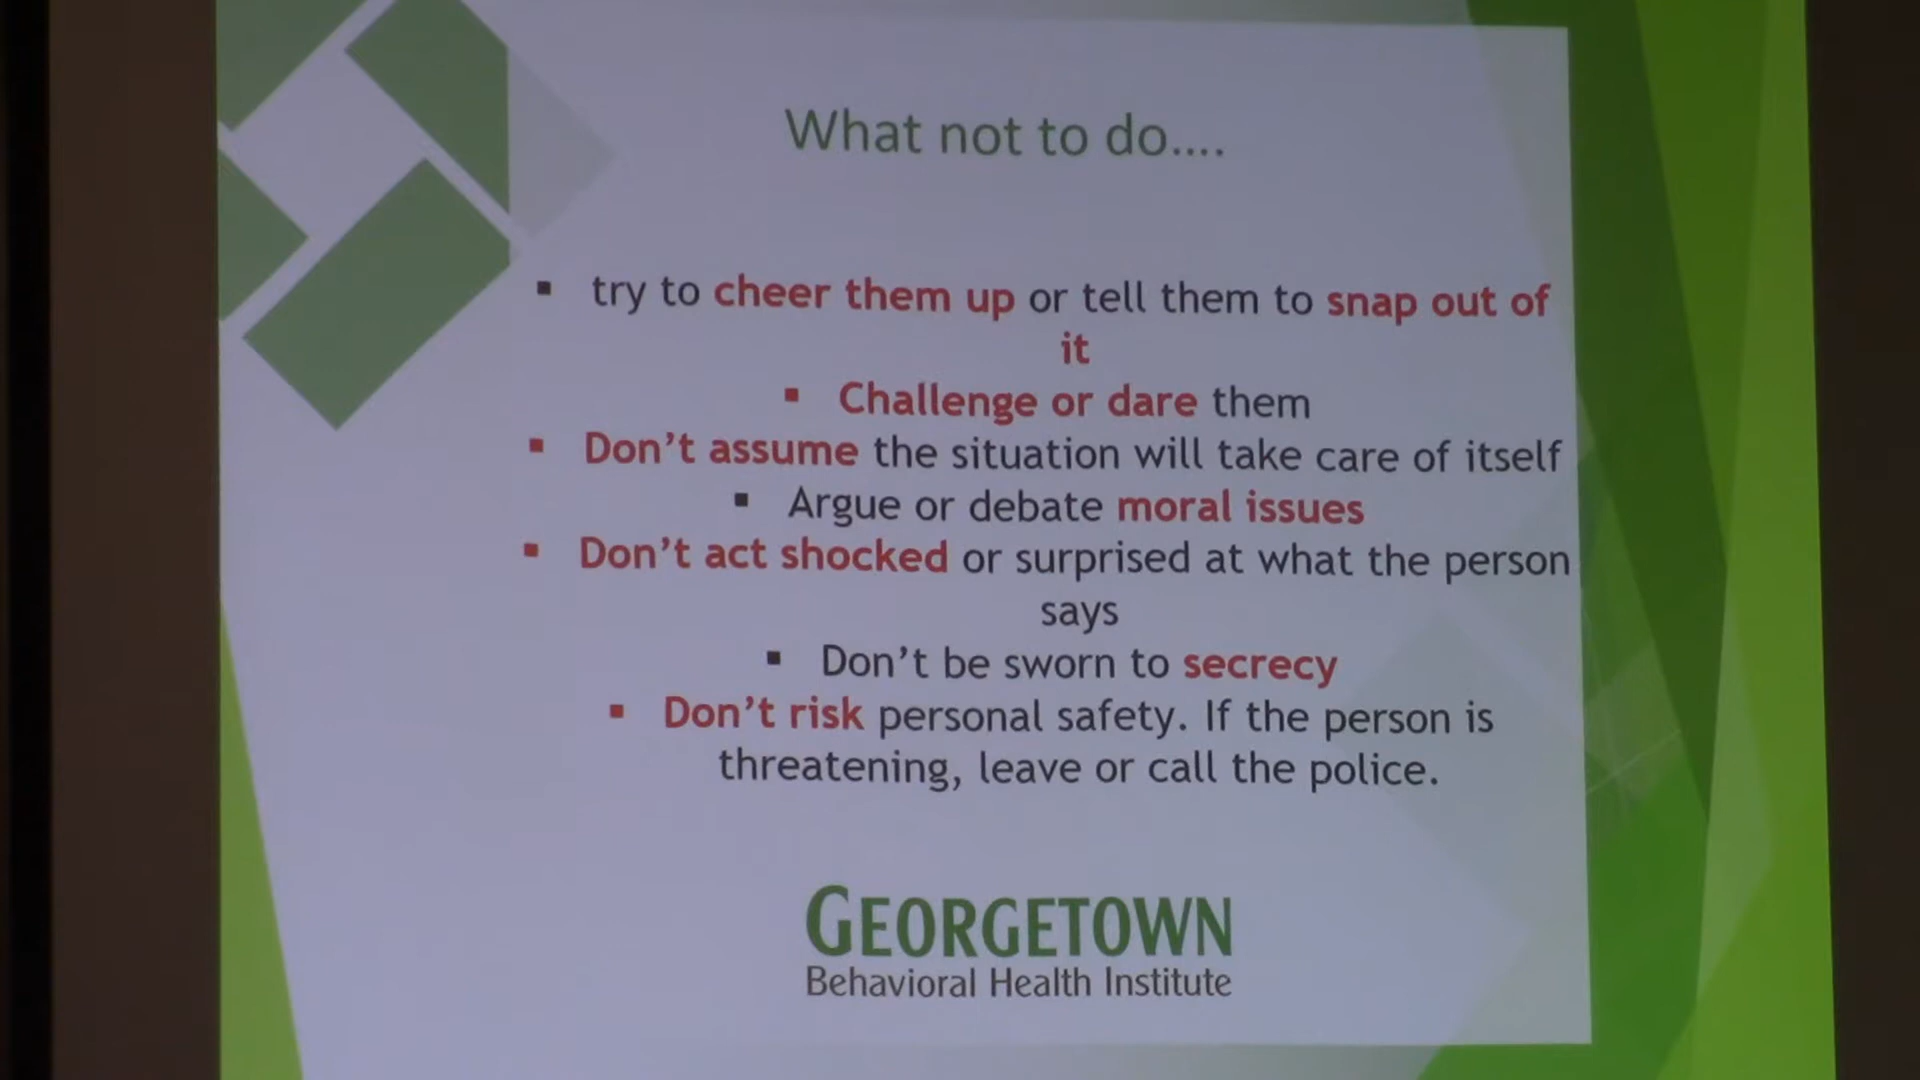 What not to do....
▪ try to cheer them up or tell them to snap out of
it
▪ Challenge or dare them
▪ Don't assume the situation will take care of itself
▪ Argue or debate moral issues
▪ Don't act shocked or surprised at what the person
says
▪ Don't be sworn to secrecy
▪ Don't risk personal safety. If the person is
threatening, leave or call the police.
GEORGETOWN
Behavioral Health Institute